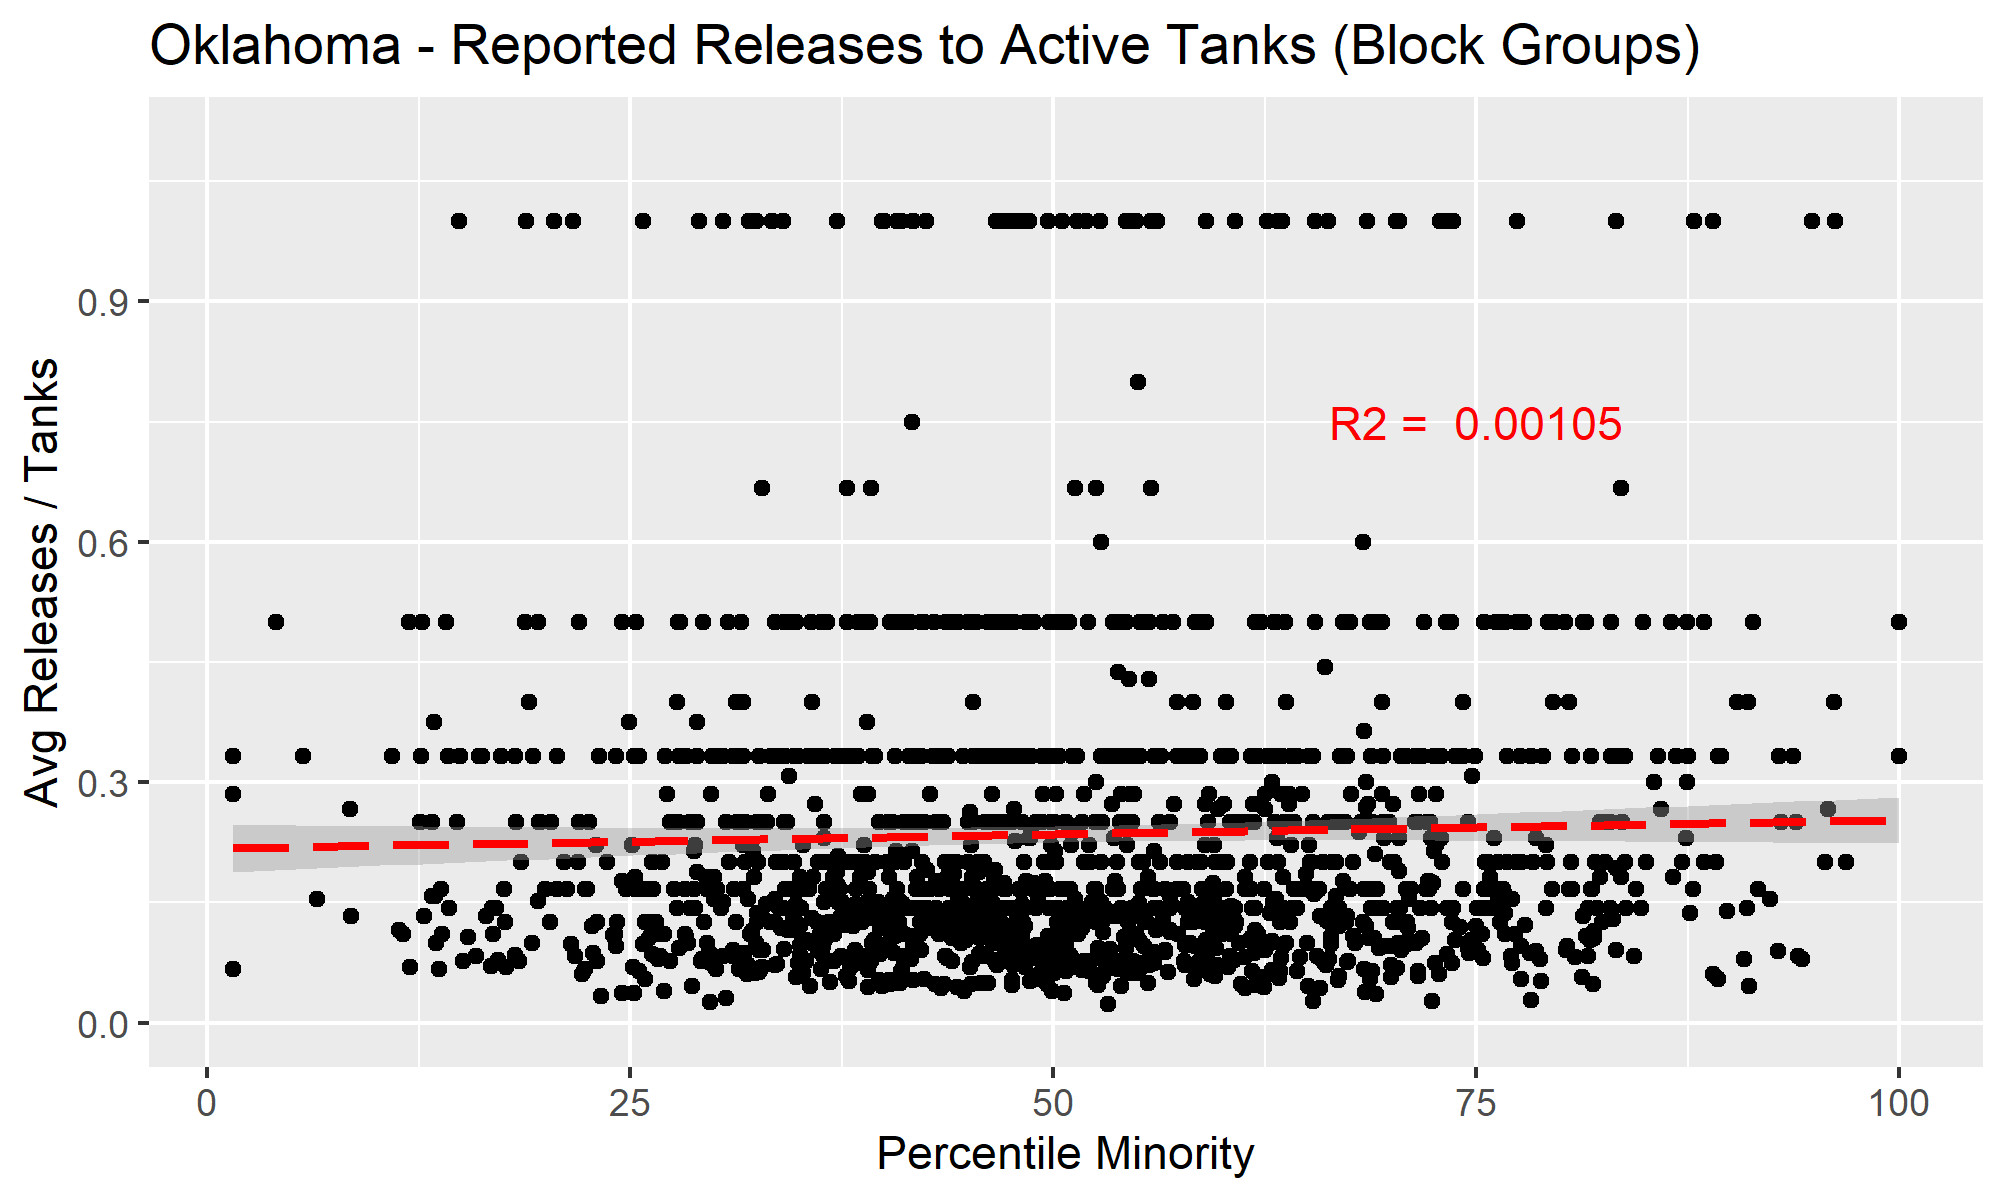 Oklahoma - Reported Releases to Active Tanks (Block Groups)
Avg Releases / Tanks
0.9
0.6
0.3
0.0
R2 =  0.00105
0 25 50 75 100
Percentile Minority